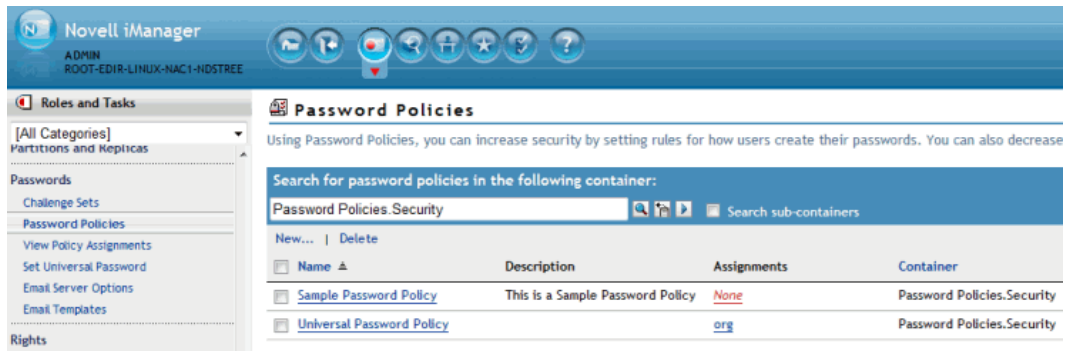 Novell iManager
ADMIN
ROOT-EDIR-LINUX-NAC1-NDSTREE
Roles and Tasks
[All Categories]
Partitions and Replicas
Passwords
Challenge Sets
Password Policies
View Policy Assignments
Set Universal Password
Email Server Options
Email Templates
Rights
Password Policies
Using Password Policies, you can increase security by setting rules for how users create their passwords. You can also decrease
Search for password policies in the following container:
Password Policies.Security
Search sub-containers
New... | Delete
Name Description Assignments Container
Sample Password Policy This is a Sample Password Policy None Password Policies.Security
Universal Password Policy org Password Policies.Security